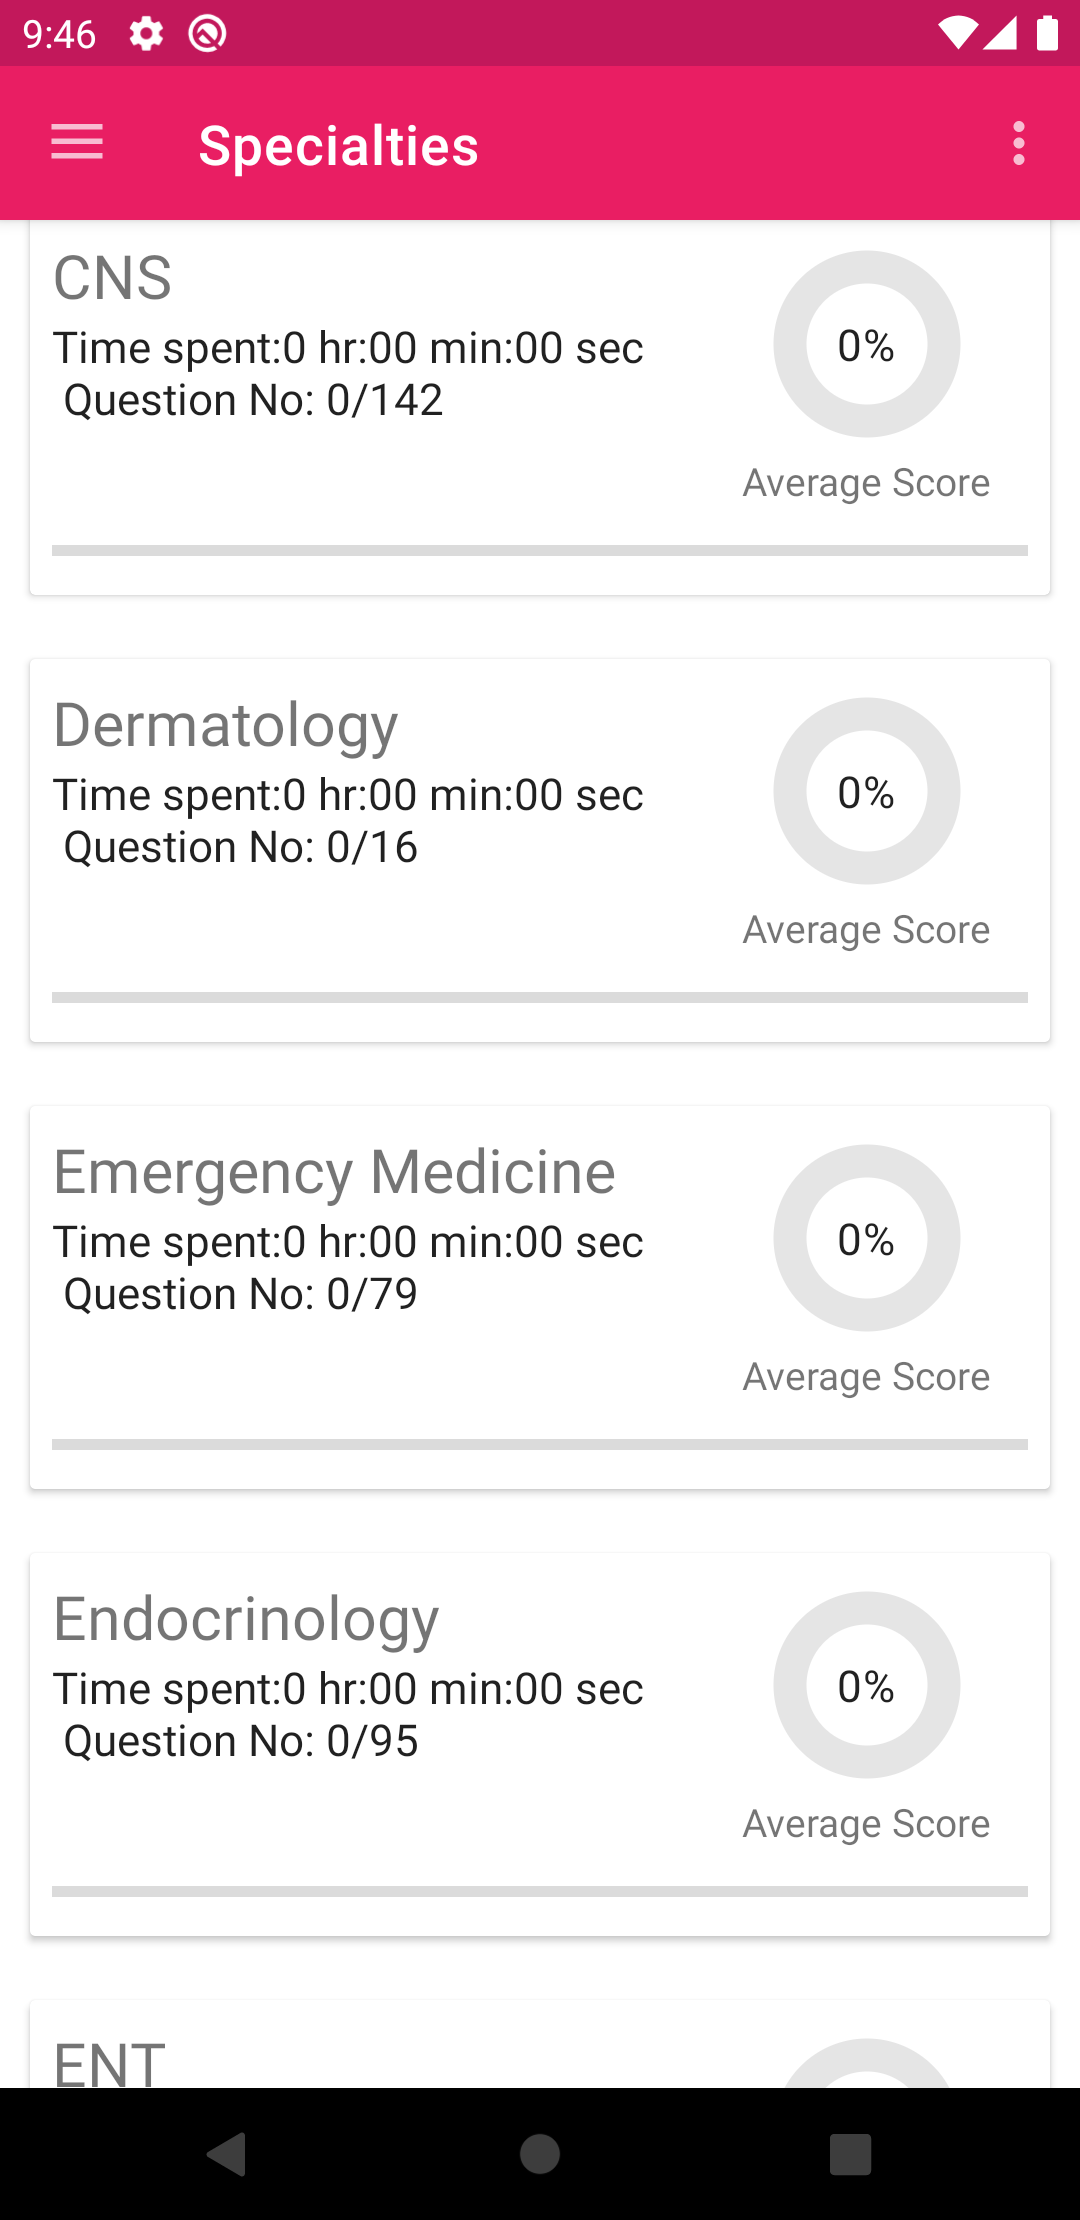 9:46
Specialties
CNS
Time spent:0 hr:00 min:00 sec
Question No: 0/142
0%
Average Score
Dermatology
Time spent:0 hr:00 min:00 sec
Question No: 0/16
0%
Average Score
Emergency Medicine
Time spent:0 hr:00 min:00 sec
Question No: 0/79
0%
Average Score
Endocrinology
Time spent:0 hr:00 min:00 sec
Question No: 0/95
0%
Average Score
ENT